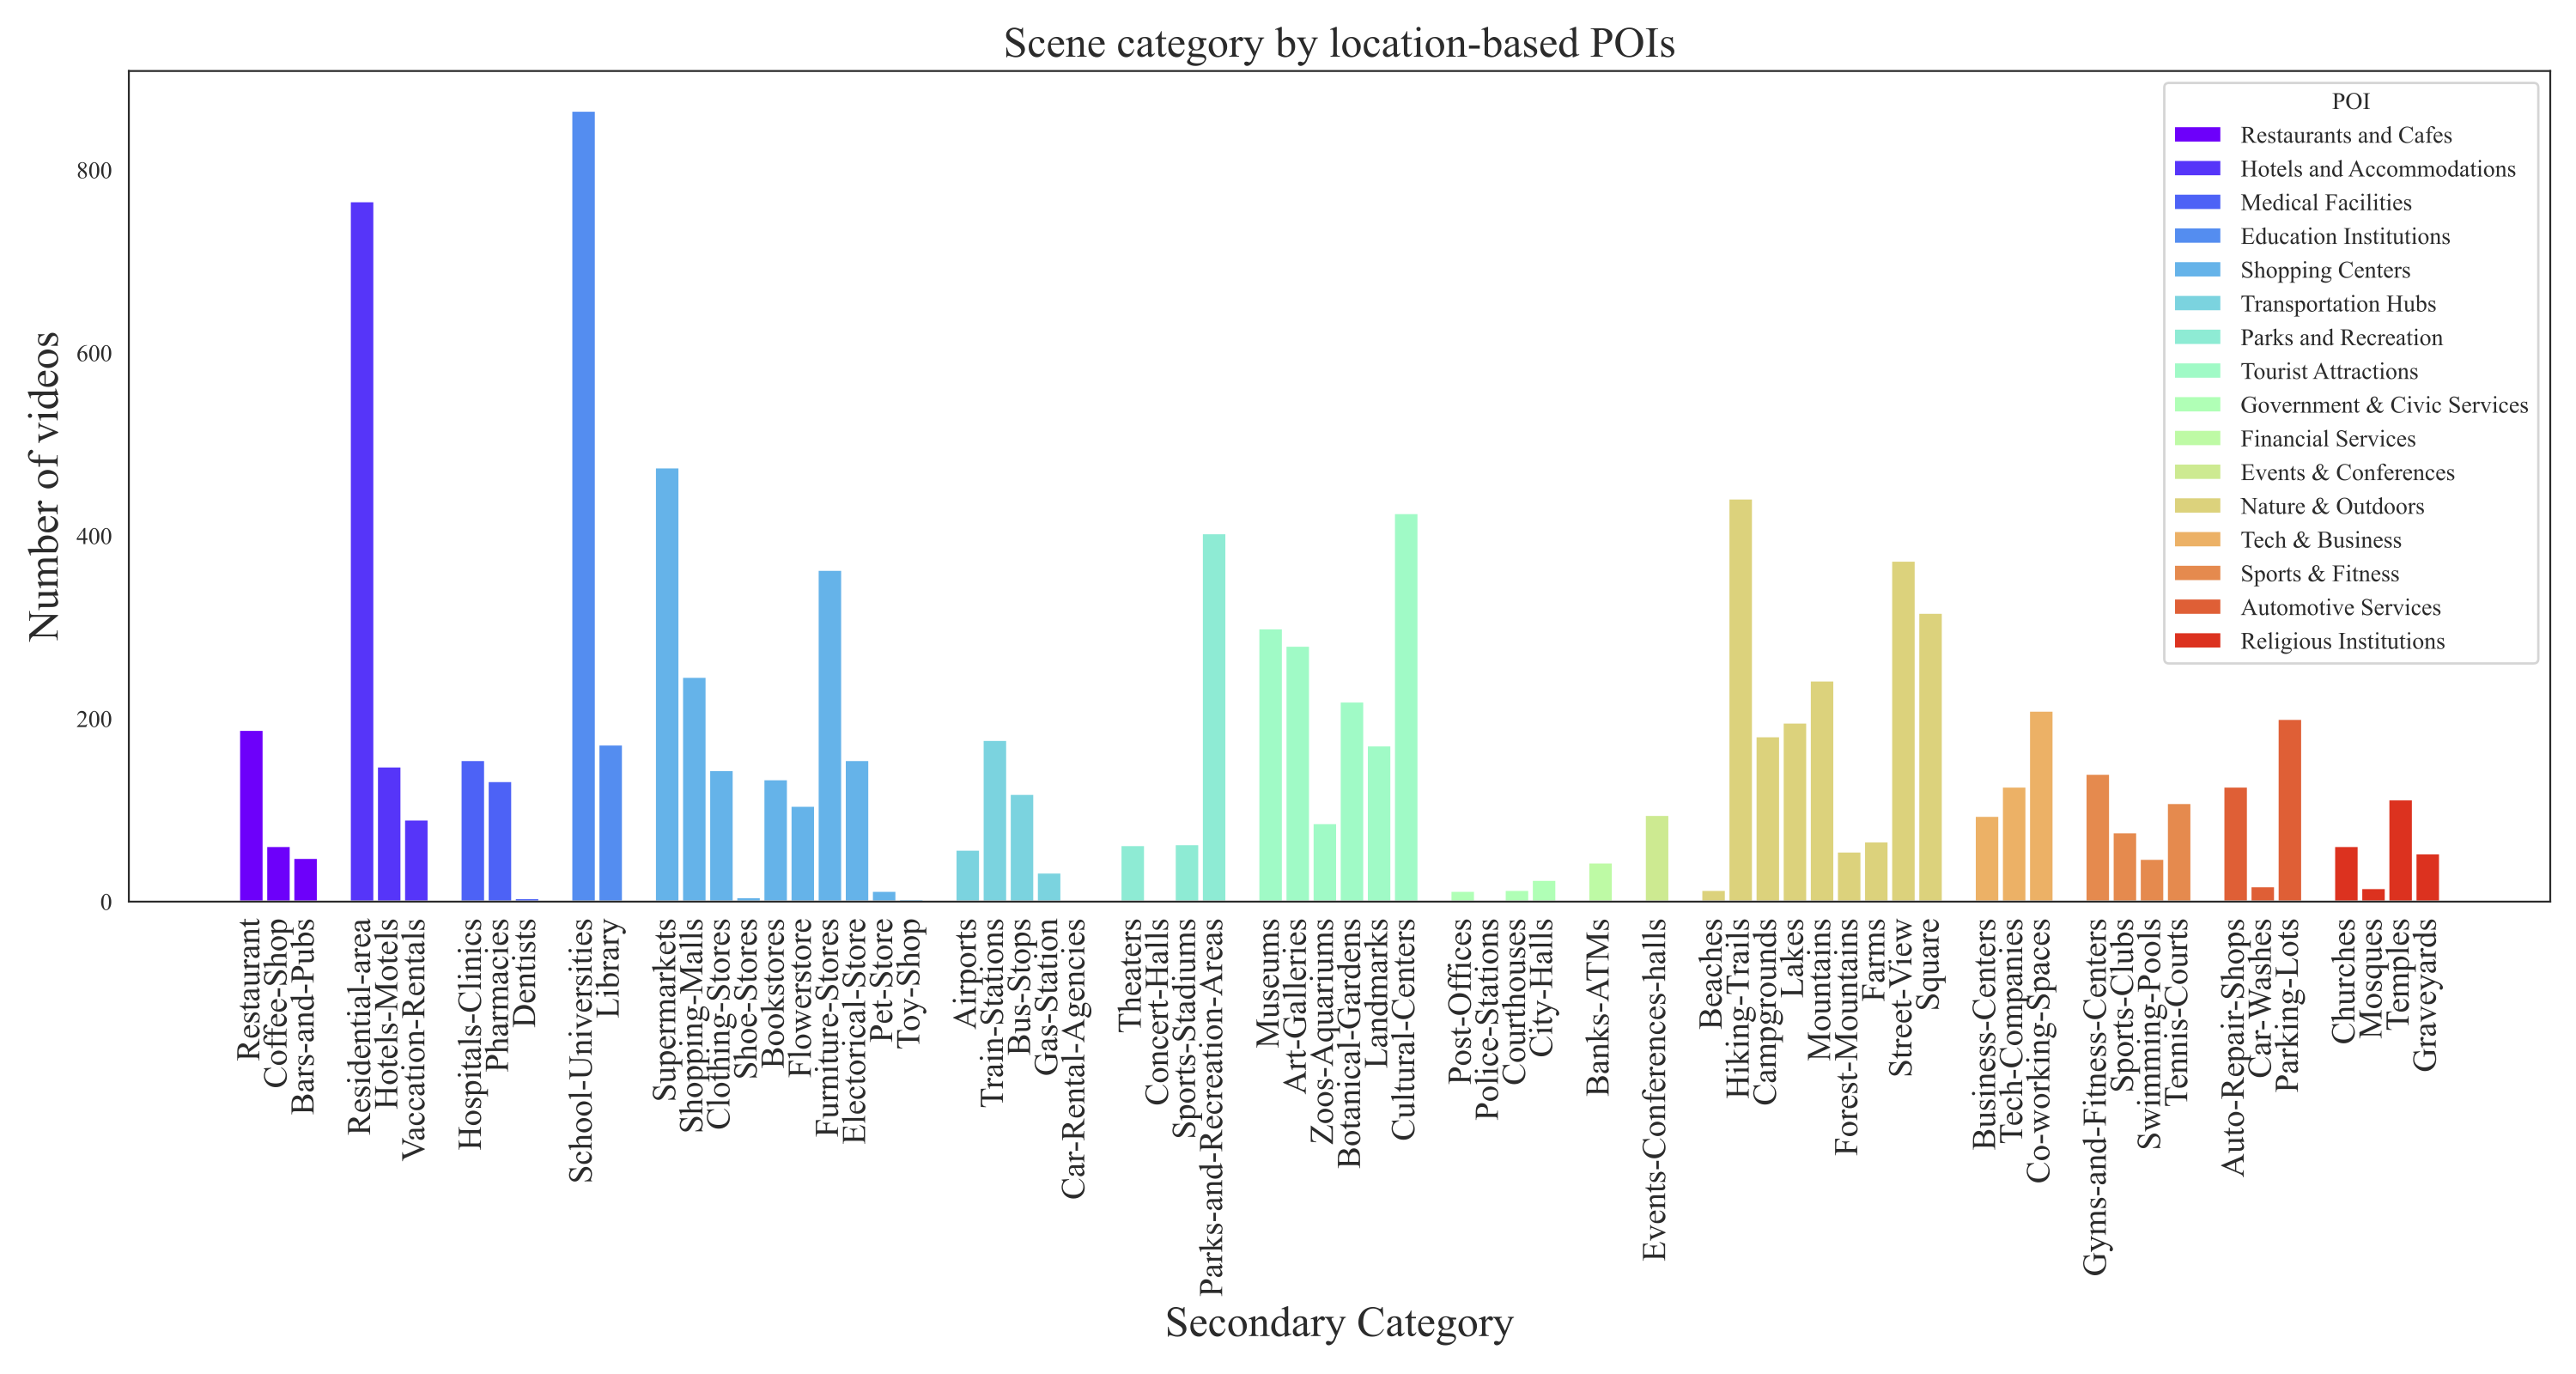 Scene category by location-based POIs
Number of videos
800
600
400
200
0
POI
Restaurants and Cafes
Hotels and Accommodations
Medical Facilities
Education Institutions
Shopping Centers
Transportation Hubs
Parks and Recreation
Tourist Attractions
Government & Civic Services
Financial Services
Events & Conferences
Nature & Outdoors
Tech & Business
Sports & Fitness
Automotive Services
Religious Institutions
Restaurant
Coffee-Shop
Bars-and-Pubs
Residential-area
Hotels-Motels
Vaccation-Rentals
Hospitals-Clinics
Pharmacies
Dentists
School-Universities
Library
Supermarkets
Shopping-Malls
Clothing-Stores
Shoe-Stores
Bookstores
Flowerstore
Furniture-Stores
Electorical-Store
Pet-Store
Toy-Shop
Airports
Train-Stations
Bus-Stops
Gas-Station
Car-Rental-Agencies
Theaters
Concert-Halls
Sports-Stadiums
Parks-and-Recreation-Areas
Museums
Art-Galleries
Zoos-Aquariums
Botanical-Gardens
Landmarks
Cultural-Centers
Post-Offices
Police-Stations
Courthouses
City-Halls
Banks-ATMs
Events-Conferences-halls
Beaches
Hiking-Trails
Campgrounds
Lakes
Mountains
Forest-Mountains
Farms
Street-View
Square
Business-Centers
Tech-Companies
Co-working-Spaces
Gyms-and-Fitness-Centers
Sports-Clubs
Swimming-Pools
Tennis-Courts
Auto-Repair-Shops
Car-Washes
Parking-Lots
Churches
Mosques
Temples
Graveyards
Secondary Category